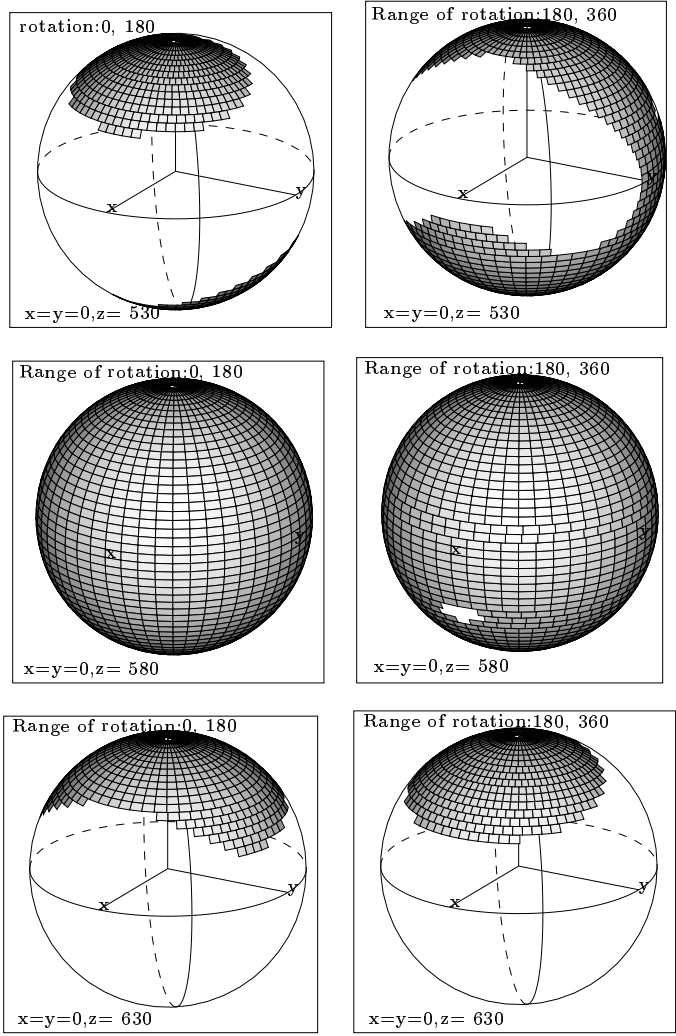 rotation:0, 180
x
y
x=y=0,z= 530
Range of rotation:180, 360
x
y
x=y=0,z= 530
Range of rotation:0, 180
x
y
x=y=0,z= 580
Range of rotation:180, 360
x
y
x=y=0,z= 580
Range of rotation:0, 180
x
y
x=y=0,z= 630
Range of rotation:180, 360
x
y
x=y=0,z= 630